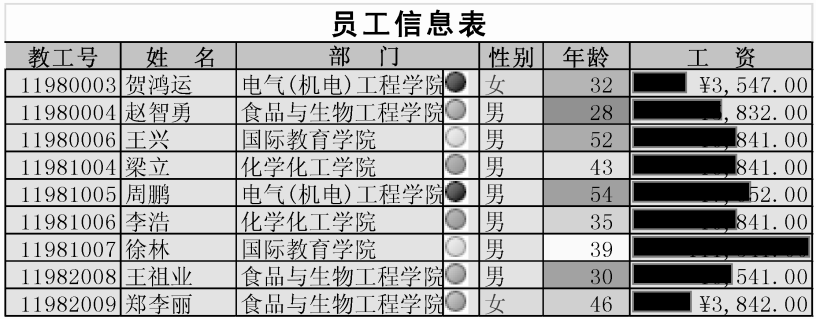 员工信息表
教工号 姓 名 部 门 性别 年龄 工 资
11980003 贺鸿运 电气(机电)工程学院 女 32 ¥3,547.00
11980004 赵智勇 食品与生物工程学院 男 28 ,832.00
11980006 王兴 国际教育学院 男 52 841.00
11981004 梁立 化学化工学院 男 43 841.00
11981005 周鹏 电气(机电)工程学院 男 54 52.00
11981006 李浩 化学化工学院 男 35 841.00
11981007 徐林 国际教育学院 男 39
11982008 王祖业 食品与生物工程学院 男 30 ,541.00
11982009 郑李丽 食品与生物工程学院 女 46 ¥3,842.00